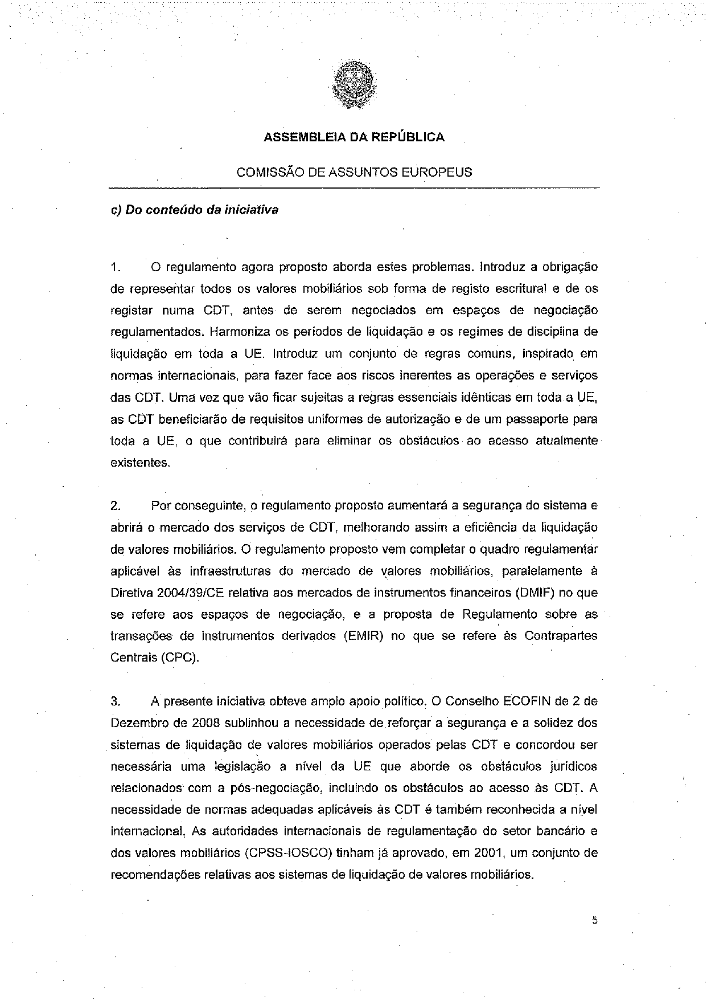 ASSEMBLEIA DA REPÚBLICA
COMISSÃO DE ASSUNTOS EUROPEUS
c) Do conteúdo da iniciativa
1. O regulamento agora proposto aborda estes problemas. Introduz a obrigação
de representar todos os valores mobiliários sob forma de registo escritural e de os
registar numa CDT, antes de serem negociados em espaços de negociação
regulamentados. Harmoniza os períodos de liquidação e os regimes de disciplina de
liquidação em toda a UE. Introduz um conjunto de regras comuns, inspirado em
normas internacionais, para fazer face aos riscos inerentes as operações e serviços
das CDT. Uma vez que vão ficar sujeitas a regras essenciais idênticas em toda a UE,
as CDT beneficiarão de requisitos uniformes de autorização e de um passaporte para
toda a UE, o que contribuirá para eliminar os obstáculos ao acesso atualmente
existentes.
2. Por conseguinte, o regulamento proposto aumentará a segurança do sistema e
abrirá o mercado dos serviços de CDT, melhorando assim a eficiência da liquidação
de valores mobiliários. O regulamento proposto vem completar o quadro regulamentar
aplicável às infraestruturas do mercado de valores mobiliários, paralelamente à
Diretiva 2004/39/CE relativa aos mercados de instrumentos financeiros (DMIF) no que
se refere aos espaços de negociação, e a proposta de Regulamento sobre as
transações de instrumentos derivados (EMIR) no que se refere às Contrapartes
Centrais (CPC).
3. A presente iniciativa obteve amplo apoio político. O Conselho ECOFIN de 2 de
Dezembro de 2008 sublinhou a necessidade de reforçar a segurança e a solidez dos
sistemas de liquidação de valores mobiliários operados pelas CDT e concordou ser
necessária uma legislação a nível da UE que aborde os obstáculos jurídicos
relacionados com a pós-negociação, incluindo os obstáculos ao acesso às CDT. A
necessidade de normas adequadas aplicáveis às CDT é também reconhecida a nível
internacional. As autoridades internacionais de regulamentação do setor bancário e
dos valores mobiliários (CPSS-IOSCO) tinham já aprovado, em 2001, um conjunto de
recomendações relativas aos sistemas de liquidação de valores mobiliários.
5